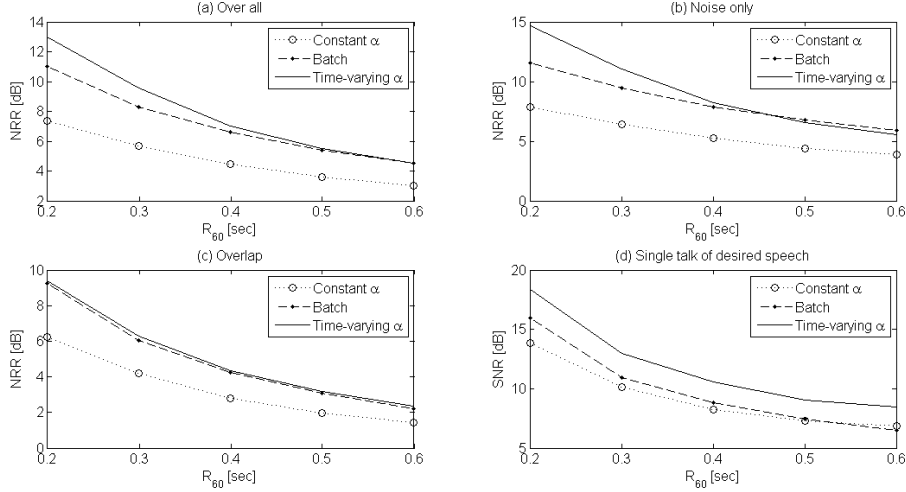 (a) Over all
NRR [dB]
14
12
10
8
6
4
2
0.2 0.3 0.4 0.5 0.6
R60 [sec]
Constant α
Batch
Time-varying α
(b) Noise only
NRR [dB]
15
10
5
0
0.2 0.3 0.4 0.5 0.6
R60 [sec]
Constant α
Batch
Time-varying α
(c) Overlap
NRR [dB]
10
8
6
4
2
0
0.2 0.3 0.4 0.5 0.6
R60 [sec]
Constant α
Batch
Time-varying α
(d) Single talk of desired speech
SNR [dB]
20
15
10
5
0.2 0.3 0.4 0.5 0.6
R60 [sec]
Constant α
Batch
Time-varying α